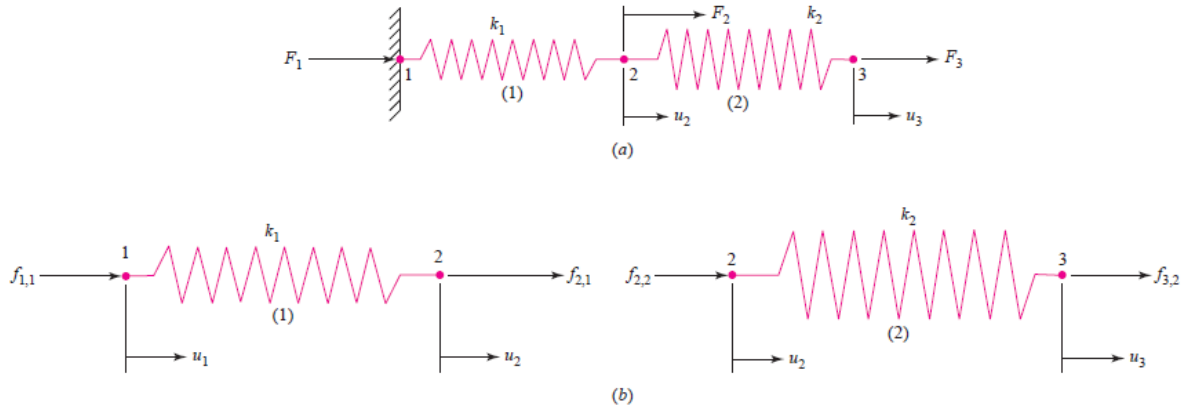 k₁ F₂ k₂
F₁ 1 2 3 F₃
(1) (2)
u₂ u₃
(a)
k₁ k₂
1 2 2 3
f₁,₁ f₂,₁ f₂,₂ f₃,₂
(1) (2)
u₁ u₂ u₂ u₃
(b)